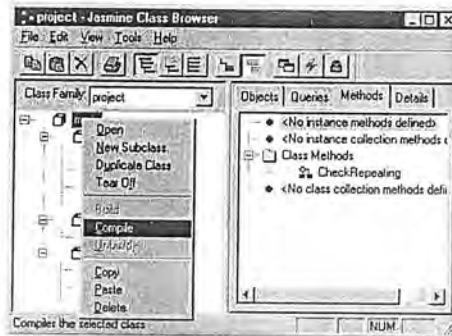 project - Jasmine Class Browser
File Edit View Tools Help
Class Family: project
Open
New Subclass
Duplicate Class
Tear Off
Build
Compile
Copy
Paste
Delete
Objects Queries Methods Details
<No instance methods defined>
<No instance collection methods
Class Methods
CheckRepeating
<No class collection methods defi
Compiles the selected class
NUM